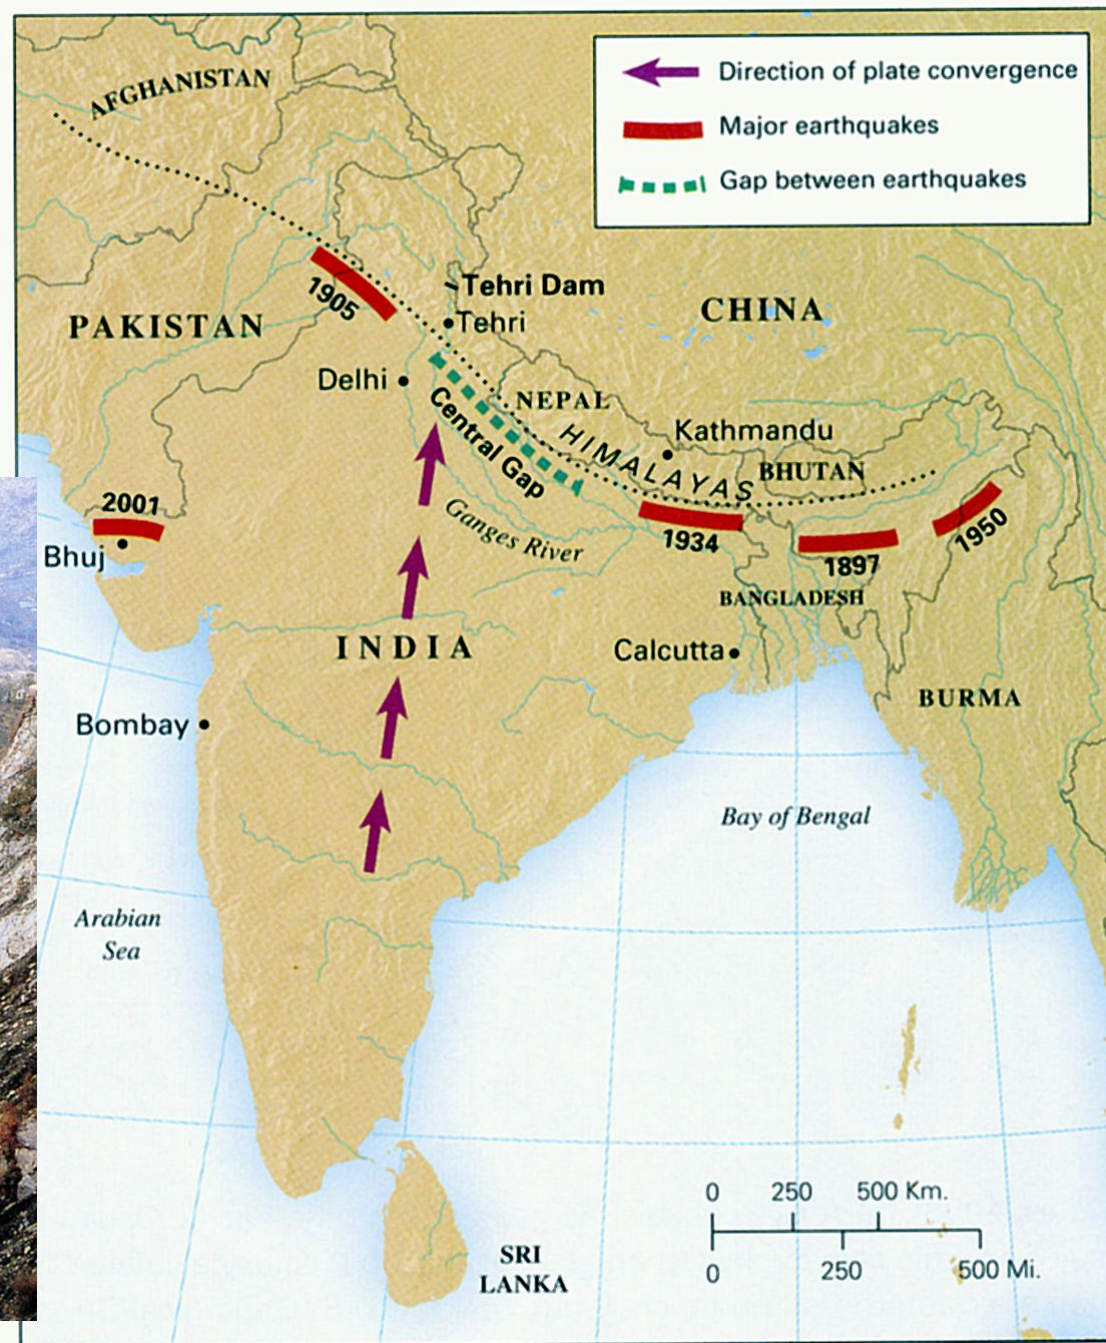 Direction of plate convergence
Major earthquakes
Gap between earthquakes
AFGHANISTAN
1905
Tehri Dam
Tehri
PAKISTAN
CHINA
Delhi
NEPAL
Central Gap
HIMALAYAS
Kathmandu
BHUTAN
2001
Bhuj
Ganges River
1934
1897
1950
BANGLADESH
INDIA
Calcutta
BURMA
Bombay
Bay of Bengal
Arabian
Sea
0 250 500 Km.
0 250 500 Mi.
SRI
LANKA